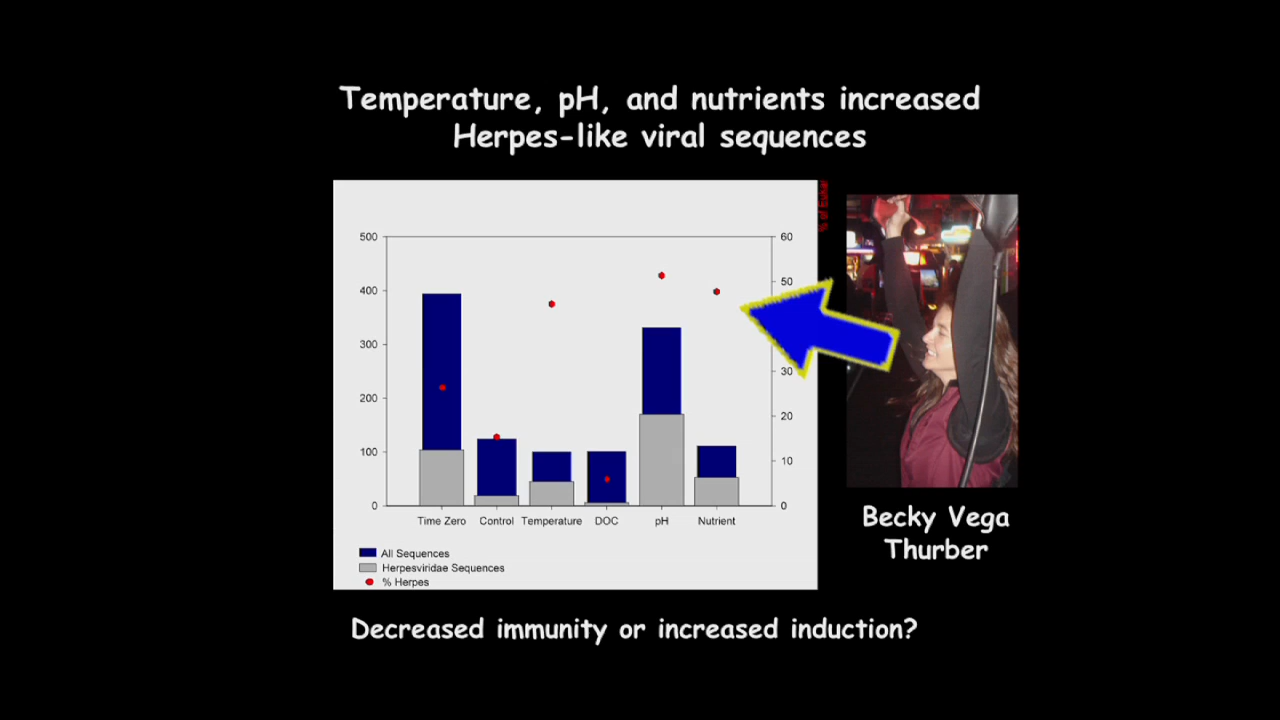 Temperature, pH, and nutrients increased
Herpes-like viral sequences
500
400
300
200
100
0
60
50
30
20
10
0
Time Zero Control Temperature DOC pH Nutrient
All Sequences
Herpesviridae Sequences
% Herpes
Becky Vega
Thurber
Decreased immunity or increased induction?